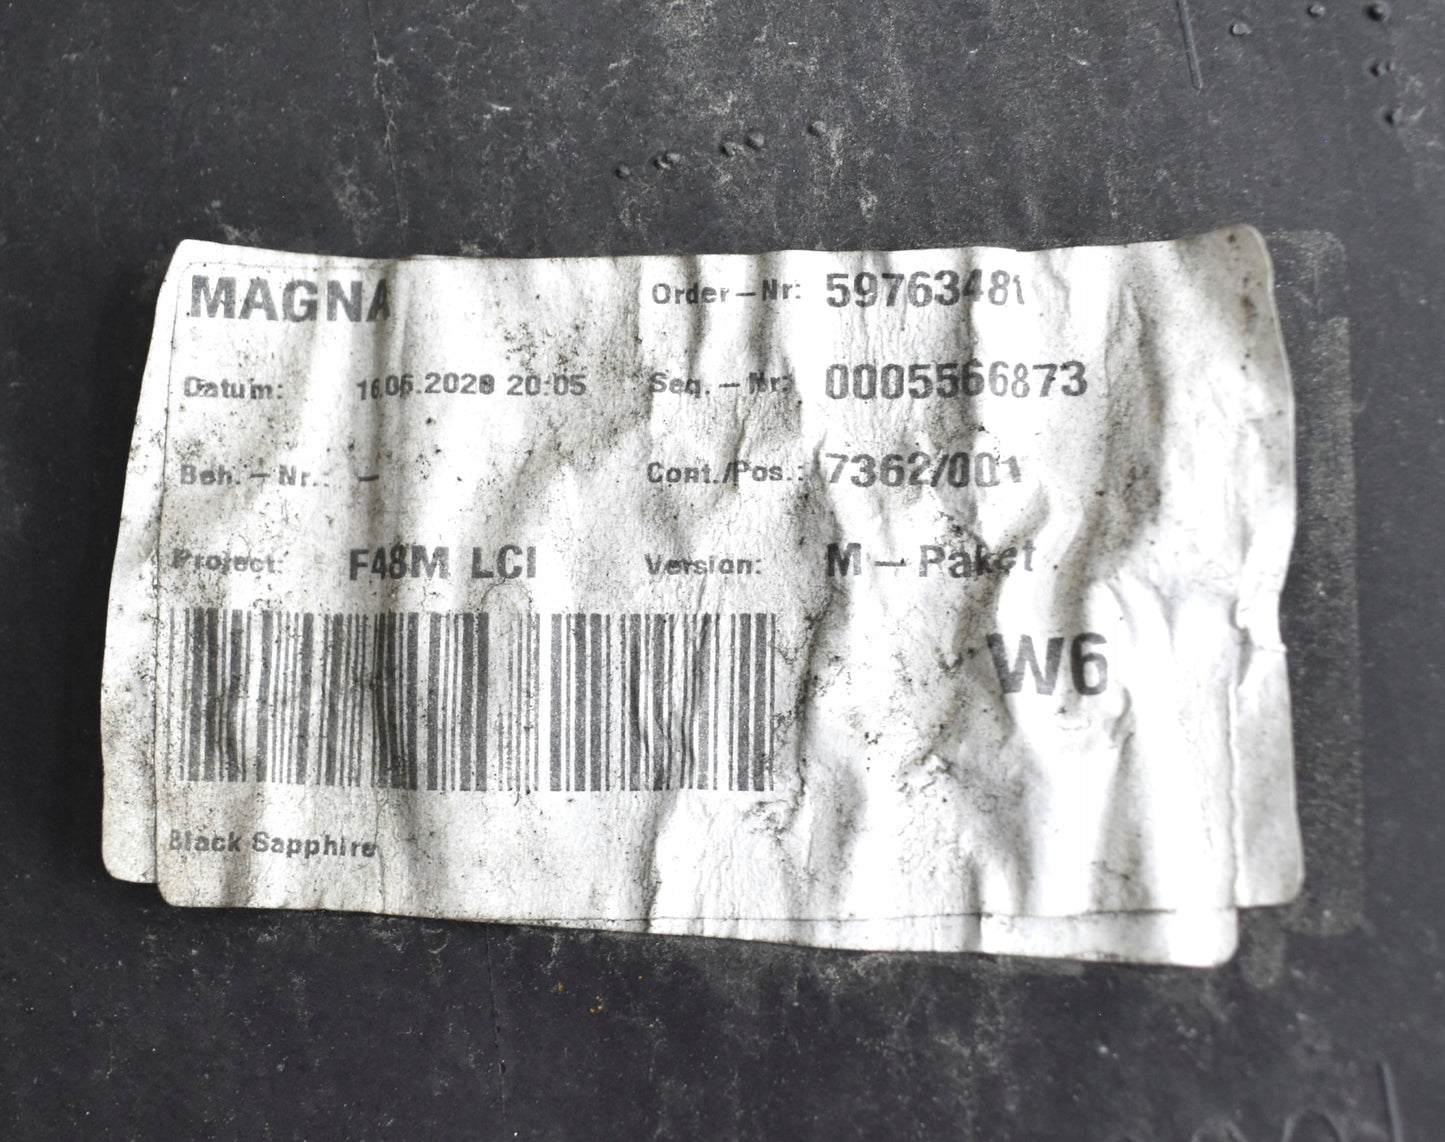 MAGNA Order-Nr: 59763481
Datum: 16.06.2020 20:05 Seq.-Nr: 0005566873
Beh.-Nr.: - Cont./Pos.: 7362/001
Project: F48M LCI Version: M-Paket
W6
Black Sapphire